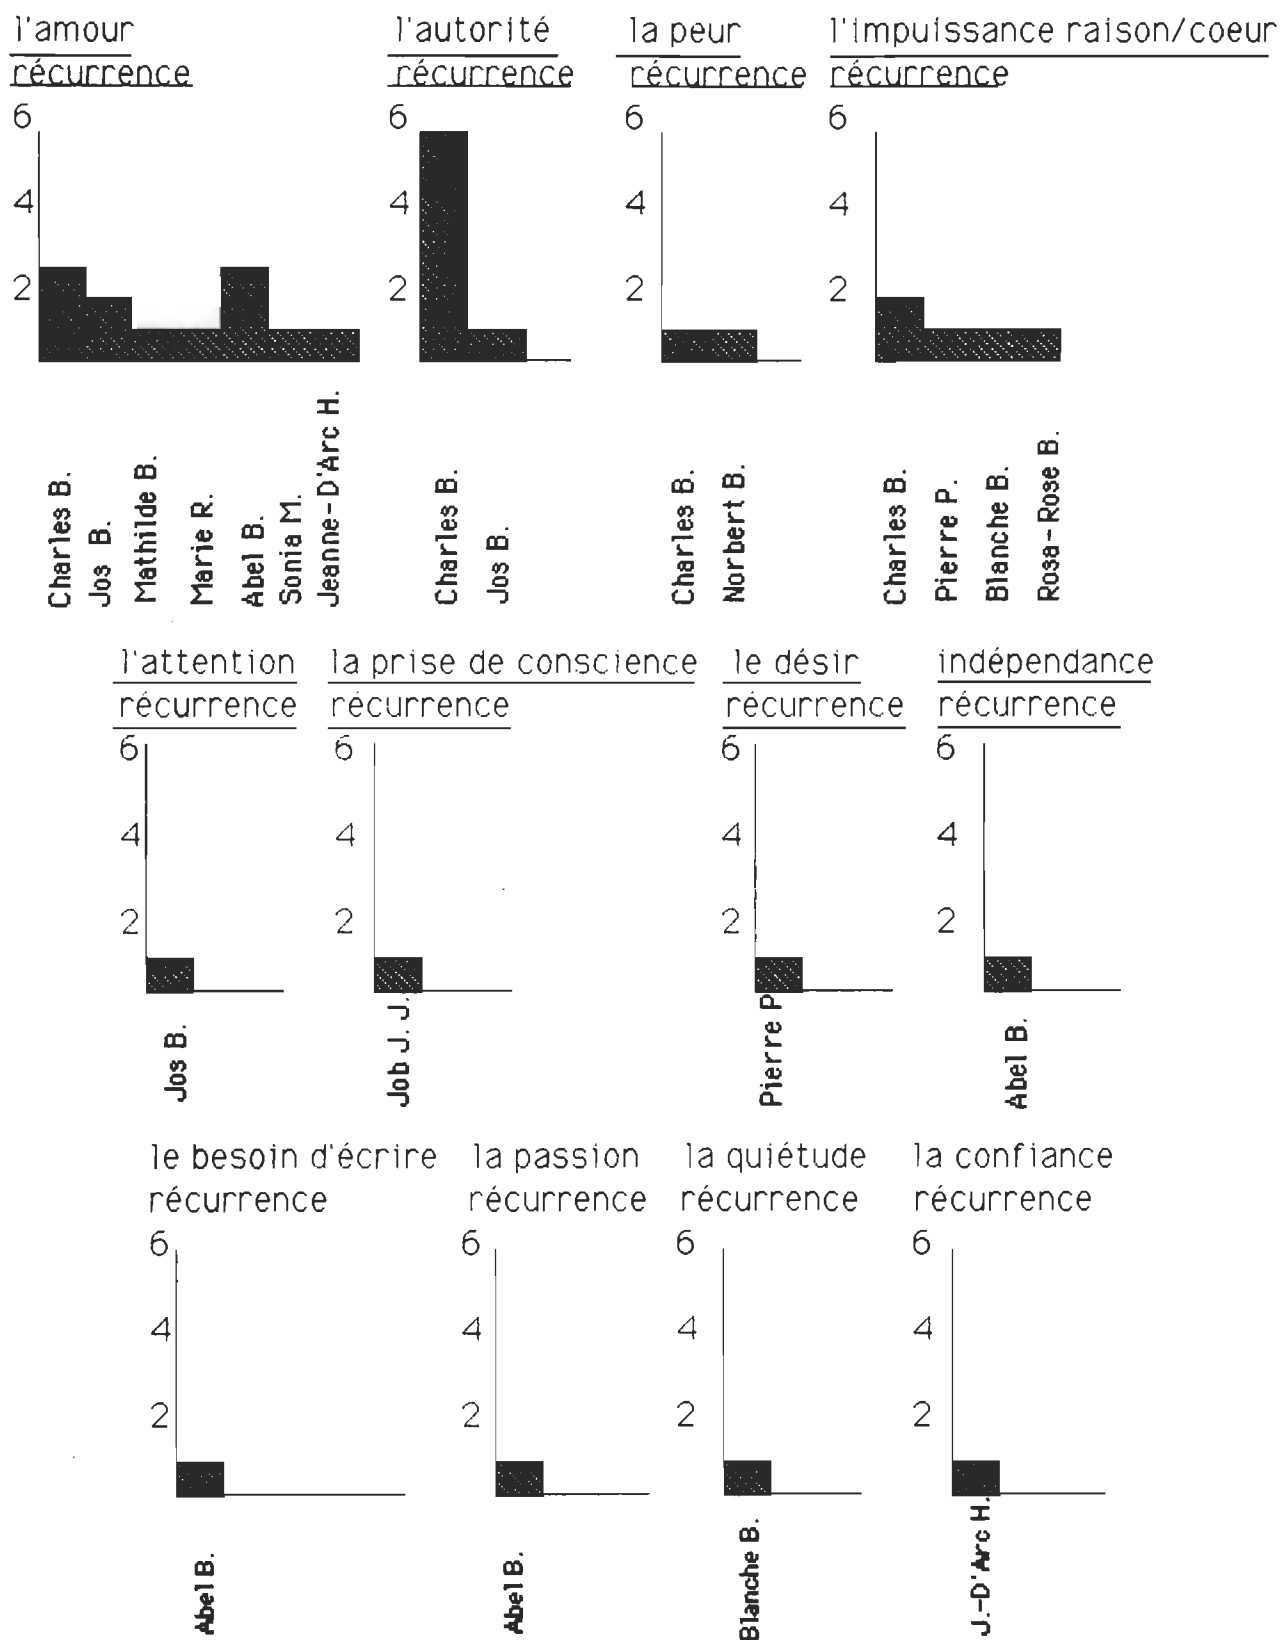 l'amour
récurrence
6
4
2
Charles B.
Jos B.
Mathilde B.
Marie R.
Abel B.
Sonia M.
Jeanne-D'Arc H.
l'autorité
récurrence
6
4
2
Charles B.
Jos B.
la peur
récurrence
6
4
2
Charles B.
Norbert B.
l'impuissance raison/coeur
récurrence
6
4
2
Charles B.
Pierre P.
Blanche B.
Rosa-Rose B.
l'attention
récurrence
6
4
2
Jos B.
la prise de conscience
récurrence
6
4
2
Job J. J.
le désir
récurrence
6
4
2
Pierre P
indépendance
récurrence
6
4
2
Abel B.
le besoin d'écrire
récurrence
6
4
2
Abel B.
la passion
récurrence
6
4
2
Abel B.
la quiétude
récurrence
6
4
2
Blanche B.
la confiance
récurrence
6
4
2
J.-D'Arc H.